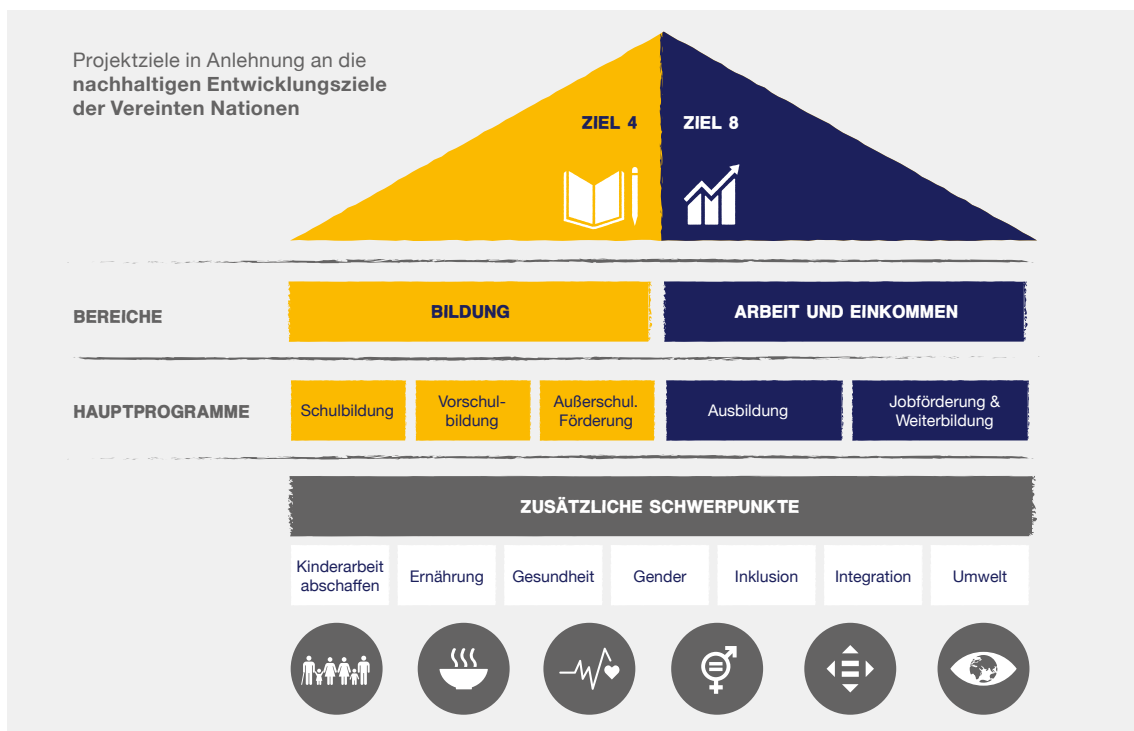 Projektziele in Anlehnung an die
nachhaltigen Entwicklungsziele
der Vereinten Nationen
ZIEL 4
ZIEL 8
BEREICHE
BILDUNG
ARBEIT UND EINKOMMEN
HAUPTPROGRAMME
Schulbildung
Vorschul-
bildung
Außerschul.
Förderung
Ausbildung
Jobförderung &
Weiterbildung
ZUSÄTZLICHE SCHWERPUNKTE
Kinderarbeit
abschaffen
Ernährung
Gesundheit
Gender
Inklusion
Integration
Umwelt